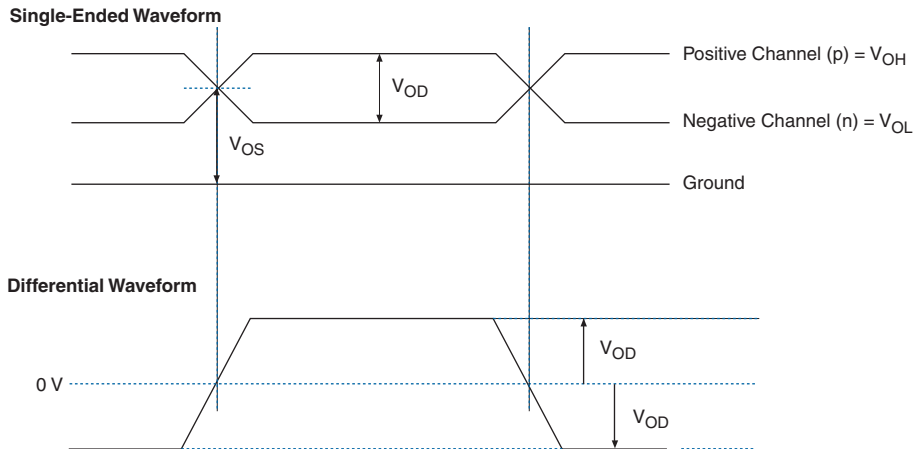 Single-Ended Waveform
Positive Channel (p) = VOH
VOD
Negative Channel (n) = VOL
VOS
Ground
Differential Waveform
VOD
0 V
VOD